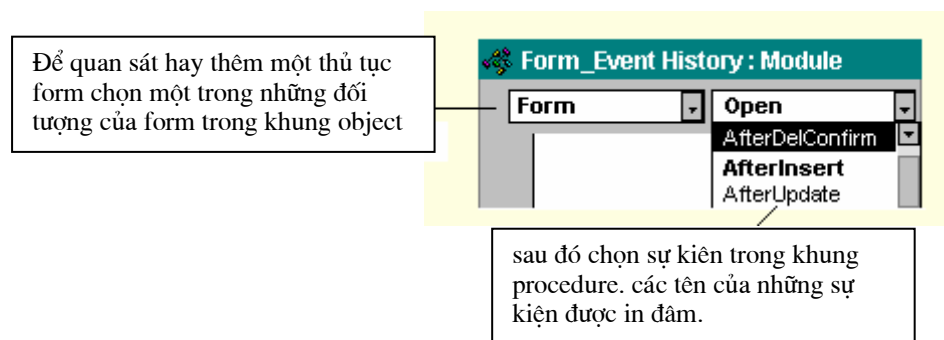 Để quan sát hay thêm một thủ tục
form chọn một trong những đối
tượng của form trong khung object
Form_Event History : Module
Form
Open
AfterDelConfirm
AfterInsert
AfterUpdate
sau đó chọn sự kiên trong khung
procedure. các tên của những sự
kiện được in đâm.